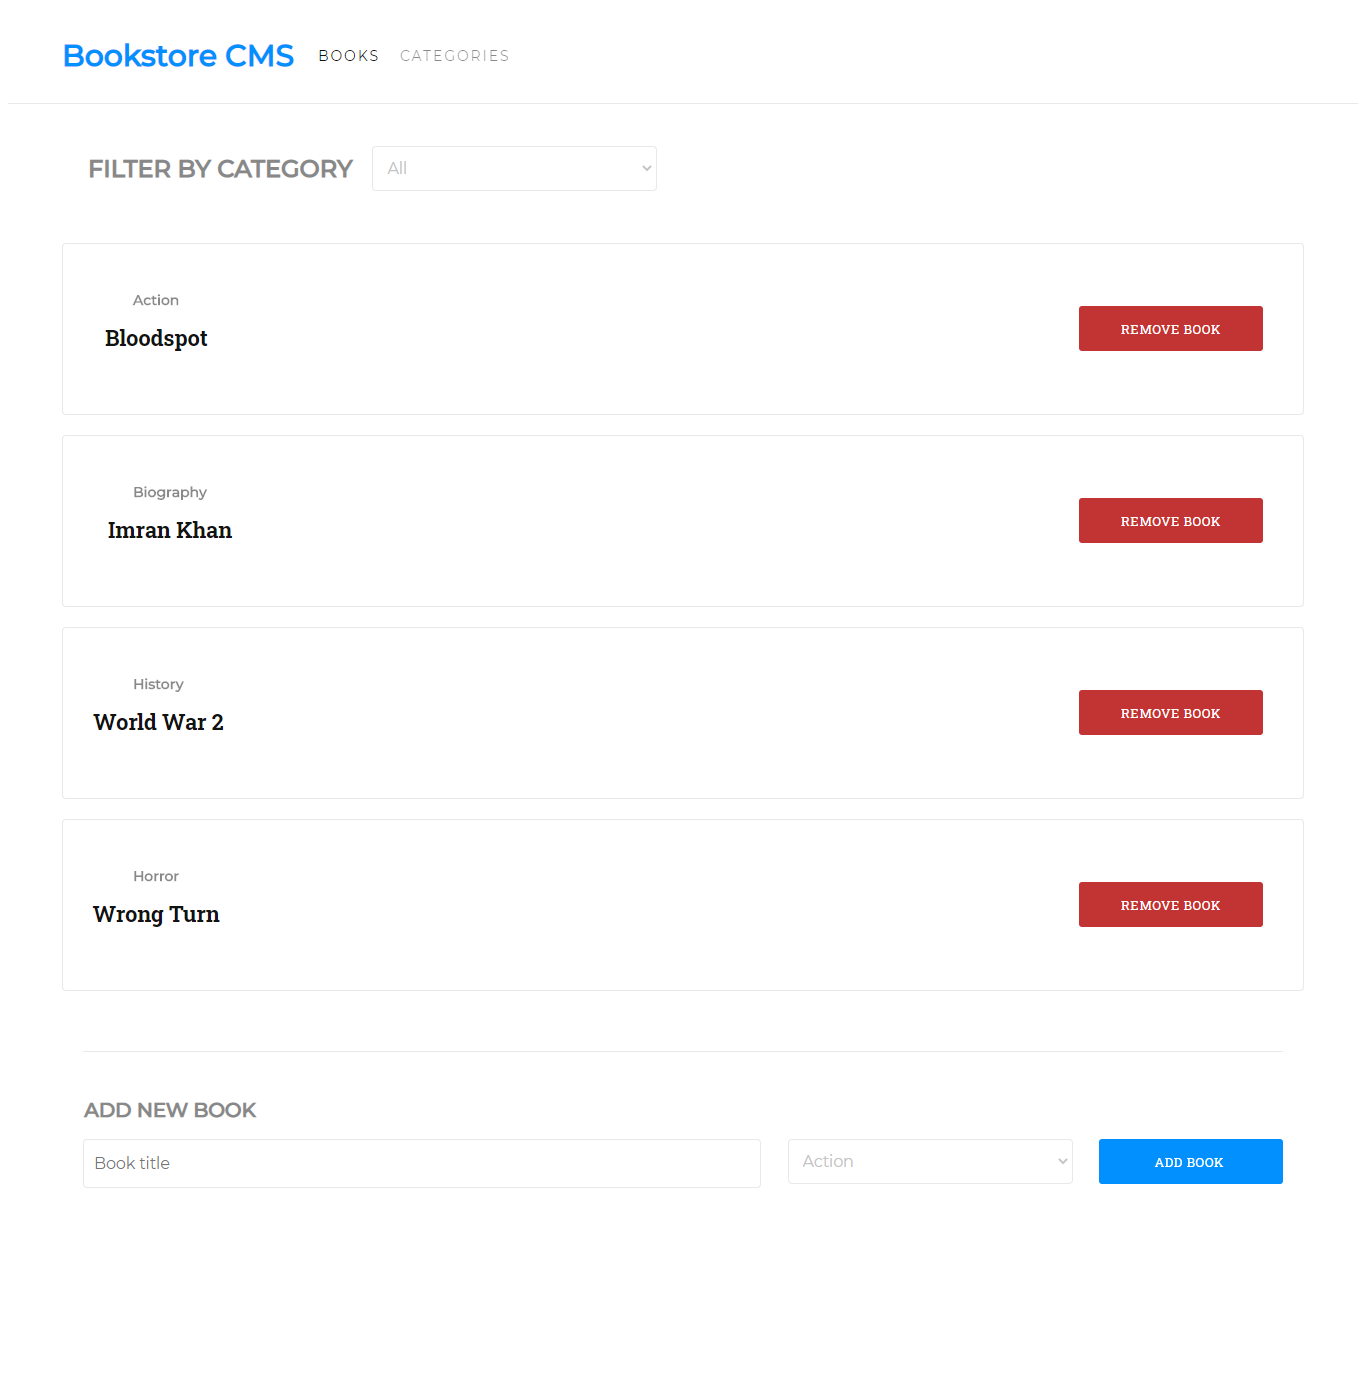 Bookstore CMS BOOKS CATEGORIES
FILTER BY CATEGORY All
Action
Bloodspot
REMOVE BOOK
Biography
Imran Khan
REMOVE BOOK
History
World War 2
REMOVE BOOK
Horror
Wrong Turn
REMOVE BOOK
ADD NEW BOOK
Book title Action ADD BOOK